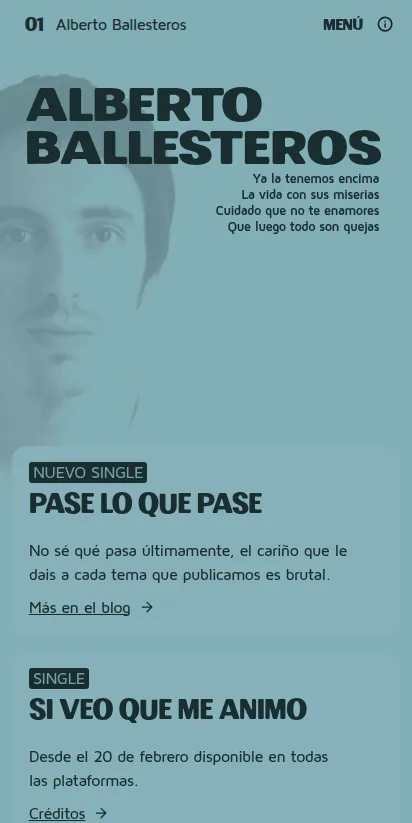 01 Alberto Ballesteros MENÚ
ALBERTO
BALLESTEROS
Ya la tenemos encima
La vida con sus miserias
Cuidado que no te enamores
Que luego todo son quejas
NUEVO SINGLE
PASE LO QUE PASE
No sé qué pasa últimamente, el cariño que le
dais a cada tema que publicamos es brutal.
Más en el blog →
SINGLE
SI VEO QUE ME ANIMO
Desde el 20 de febrero disponible en todas
las plataformas.
Créditos →